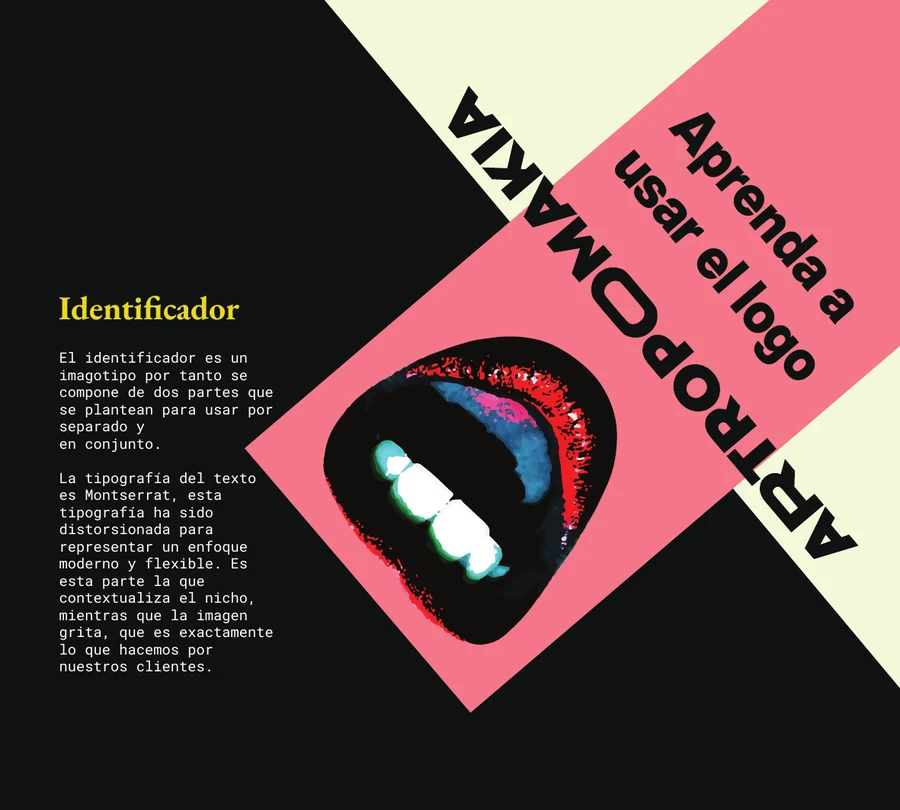 Aprenda a
usar el logo
ARTROPOMAKIA
Identificador
El identificador es un
imagotipo por tanto se
compone de dos partes que
se plantean para usar por
separado y
en conjunto.
La tipografía del texto
es Montserrat, esta
tipografía ha sido
distorsionada para
representar un enfoque
moderno y flexible. Es
esta parte la que
contextualiza el nicho,
mientras que la imagen
grita, que es exactamente
lo que hacemos por
nuestros clientes.